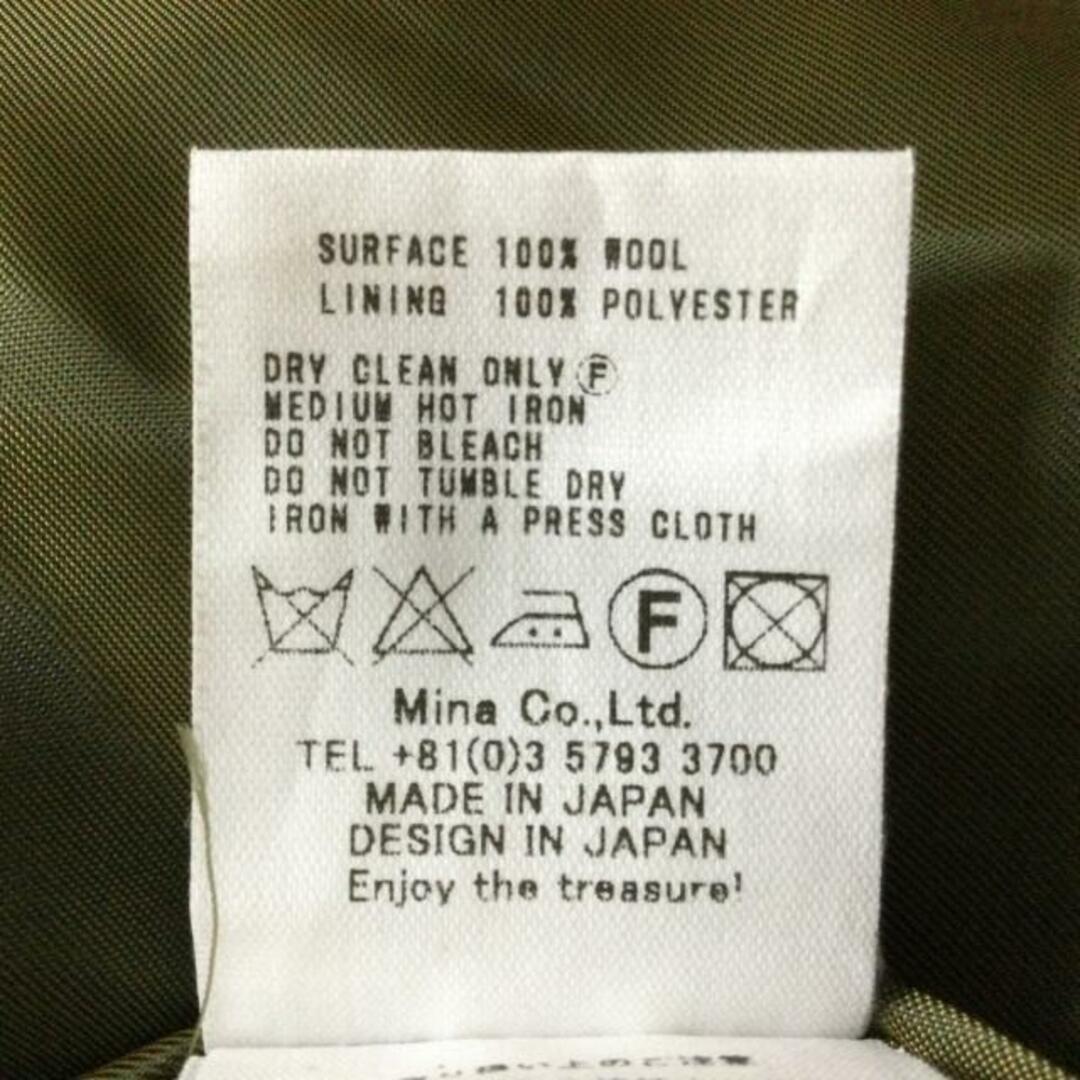 SURFACE 100% WOOL
LINING 100% POLYESTER
DRY CLEAN ONLY Ⓕ
MEDIUM HOT IRON
DO NOT BLEACH
DO NOT TUMBLE DRY
IRON WITH A PRESS CLOTH
F
Mina Co.,Ltd.
TEL +81(0)3 5793 3700
MADE IN JAPAN
DESIGN IN JAPAN
Enjoy the treasure!